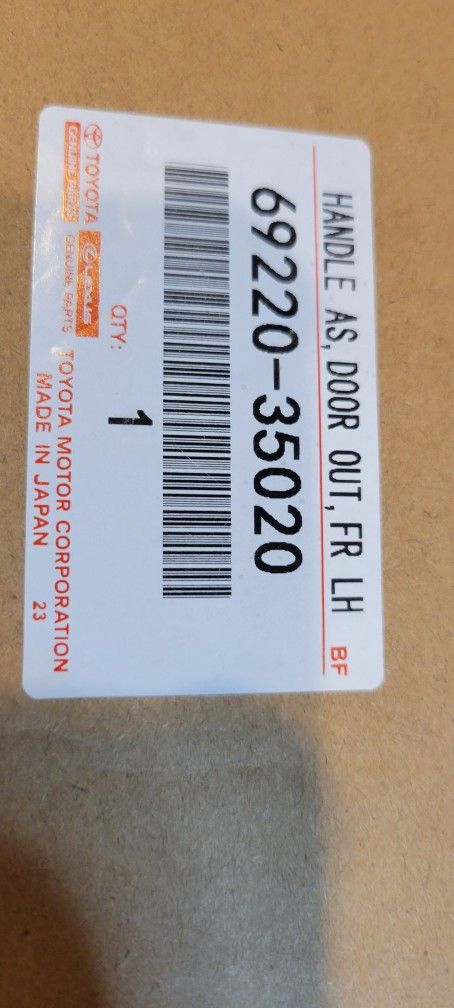 HANDLE AS, DOOR OUT, FR LH
BF
69220-35020
QTY: 1
TOYOTA
GENUINE PARTS
LEXUS
GENUINE PARTS
TOYOTA MOTOR CORPORATION
MADE IN JAPAN
23